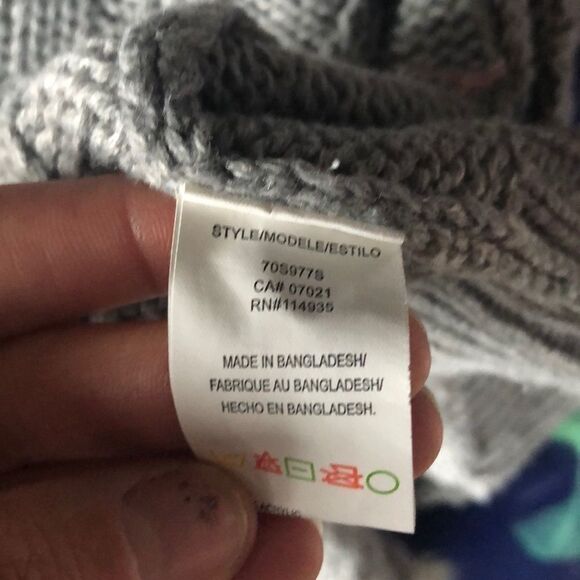 STYLE/MODELE/ESTILO
70S977S
CA# 07021
RN#114935
MADE IN BANGLADESH/
FABRIQUE AU BANGLADESH/
HECHO EN BANGLADESH.